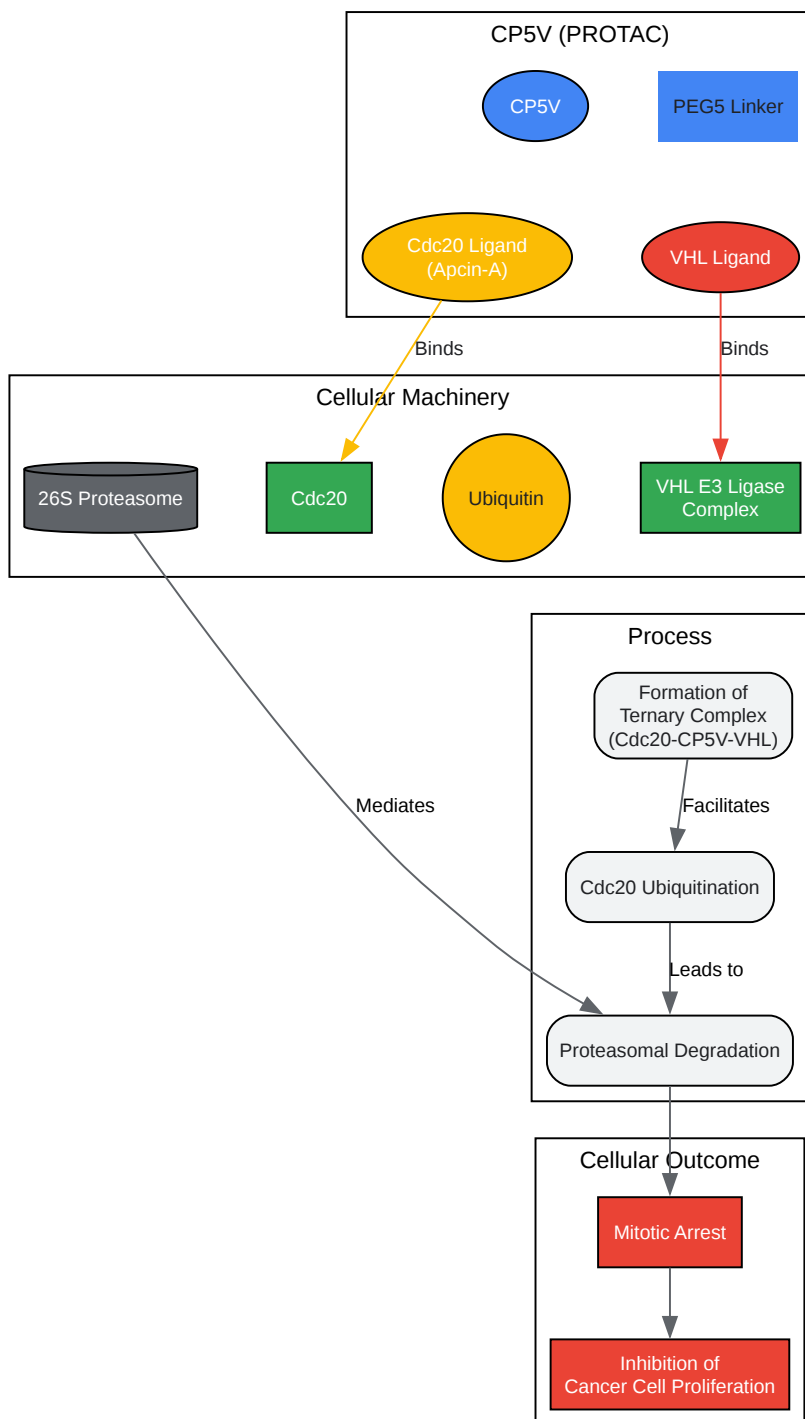 CP5V (PROTAC)
CP5V
PEG5 Linker
Cdc20 Ligand
(Apcin-A)
VHL Ligand
Binds
Binds
Cellular Machinery
26S Proteasome
Cdc20
Ubiquitin
VHL E3 Ligase
Complex
Process
Formation of
Ternary Complex
(Cdc20-CP5V-VHL)
Mediates
Facilitates
Cdc20 Ubiquitination
Leads to
Proteasomal Degradation
Cellular Outcome
Mitotic Arrest
Inhibition of
Cancer Cell Proliferation